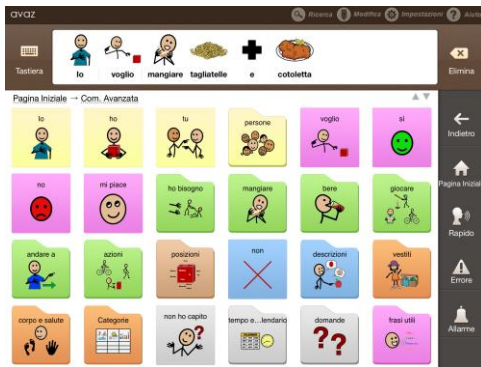 avaz
Ricerca Modifica Impostazioni Aiuto
Tastiera
Io voglio mangiare tagliatelle e cotoletta
Elimina
Pagina Iniziale → Com. Avanzata
Io ho tu persone voglio sì
no mi piace ho bisogno mangiare bere giocare
andare a azioni posizioni non descrizioni vestiti
corpo e salute Categorie non ho capito tempo e...lendario domande frasi utili
Indietro
Pagina Inizial
Rapido
Errore
Allarme